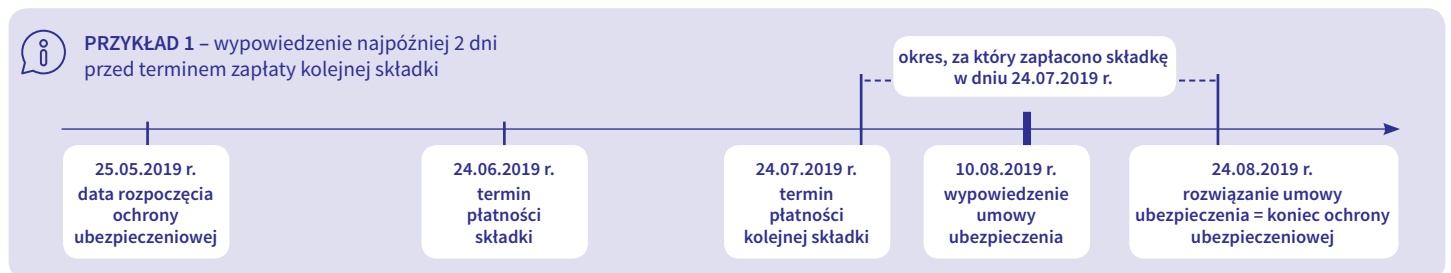 PRZYKŁAD 1 – wypowiedzenie najpóźniej 2 dni
przed terminem zapłaty kolejnej składki
okres, za który zapłacono składkę
w dniu 24.07.2019 r.
25.05.2019 r.
data rozpoczęcia
ochrony
ubezpieczeniowej
24.06.2019 r.
termin
płatności
składki
24.07.2019 r.
termin
płatności
kolejnej składki
10.08.2019 r.
wypowiedzenie
umowy
ubezpieczenia
24.08.2019 r.
rozwiązanie umowy
ubezpieczenia = koniec ochrony
ubezpieczeniowej